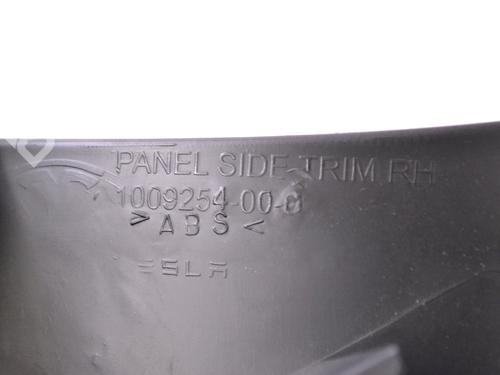 PANEL SIDE TRIM RH
1009254-00-B
>ABS<
TESLA